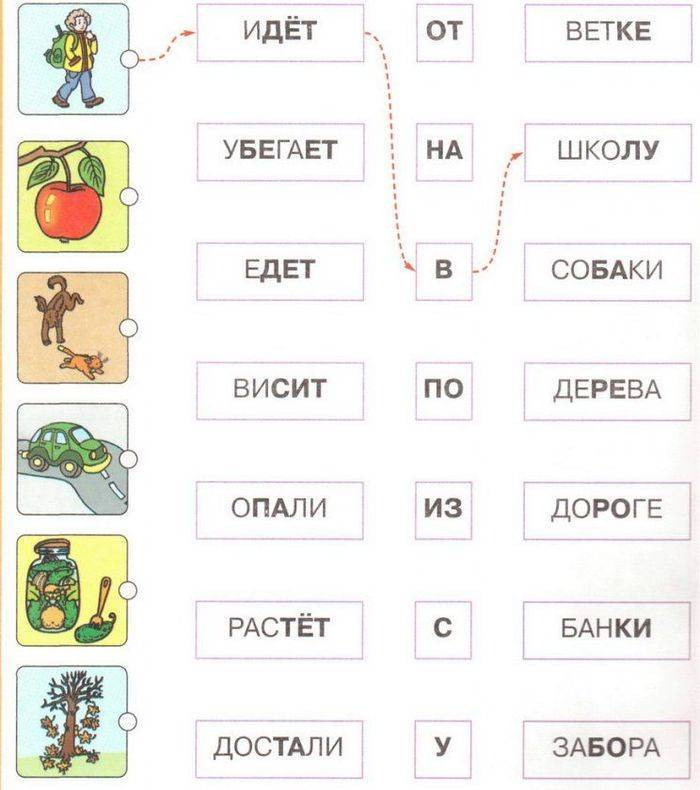 ИДЁТ ОТ ВЕТКЕ
УБЕГАЕТ НА ШКОЛУ
ЕДЕТ В СОБАКИ
ВИСИТ ПО ДЕРЕВА
ОПАЛИ ИЗ ДОРОГЕ
РАСТЁТ С БАНКИ
ДОСТАЛИ У ЗАБОРА